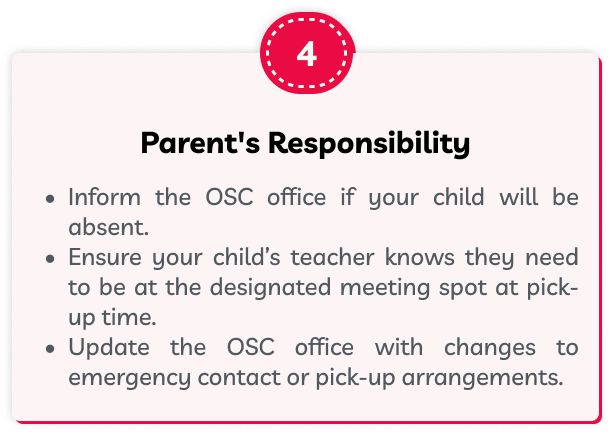 4
Parent's Responsibility
• Inform the OSC office if your child will be
absent.
• Ensure your child’s teacher knows they need
to be at the designated meeting spot at pick-
up time.
• Update the OSC office with changes to
emergency contact or pick-up arrangements.